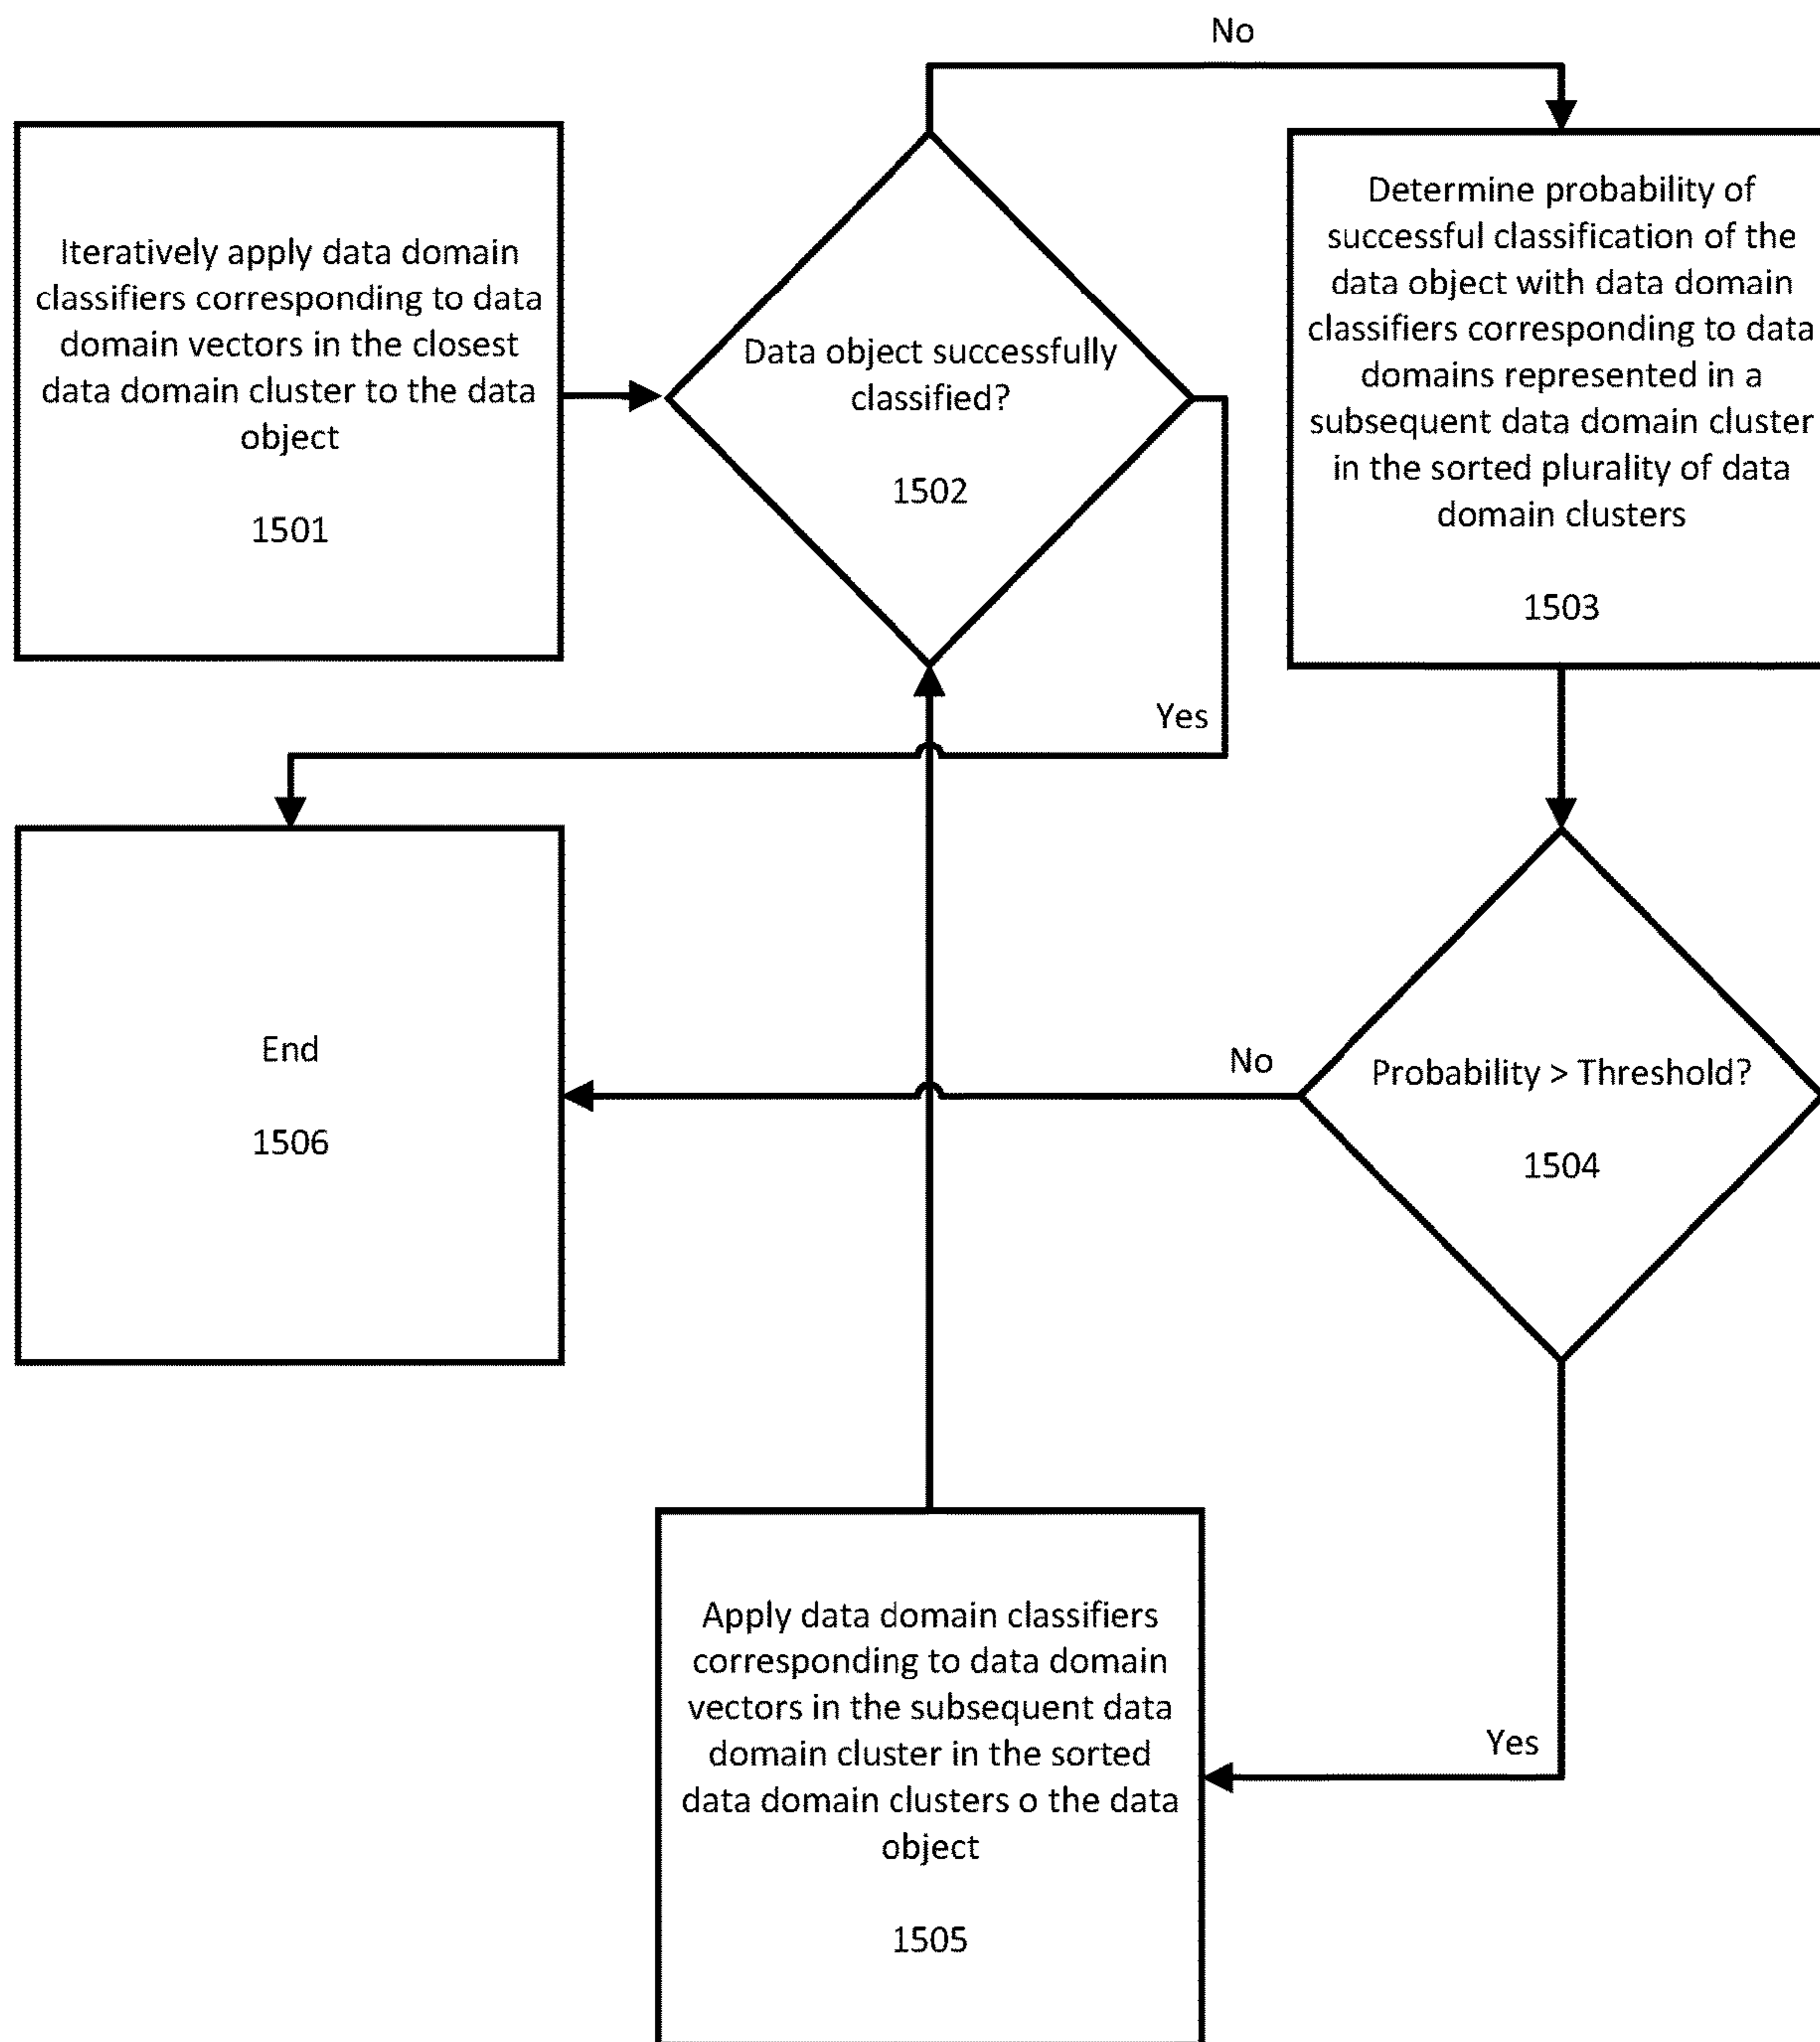 No
Iteratively apply data domain
classifiers corresponding to data
domain vectors in the closest
data domain cluster to the data
object
1501
Data object successfully
classified?
1502
Determine probability of
successful classification of the
data object with data domain
classifiers corresponding to data
domains represented in a
subsequent data domain cluster
in the sorted plurality of data
domain clusters
1503
Yes
End
1506
No
Probability > Threshold?
1504
Apply data domain classifiers
corresponding to data domain
vectors in the subsequent data
domain cluster in the sorted
data domain clusters o the data
object
1505
Yes